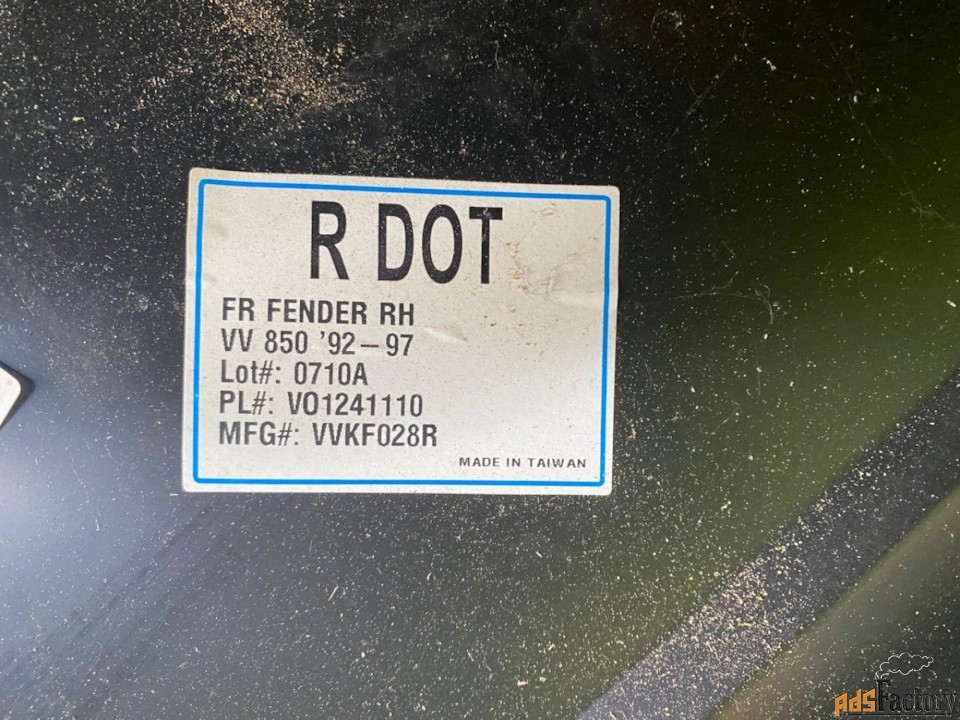 R DOT
FR FENDER RH
VV 850 '92–97
Lot#: 0710A
PL#: VO1241110
MFG#: VVKF028R
MADE IN TAIWAN
AdsFactory